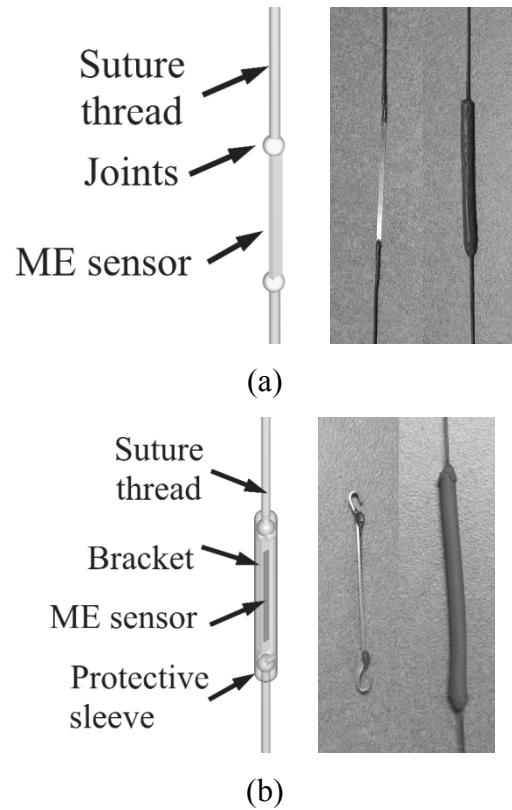 Suture
thread
Joints
ME sensor
(a)
Suture
thread
Bracket
ME sensor
Protective
sleeve
(b)